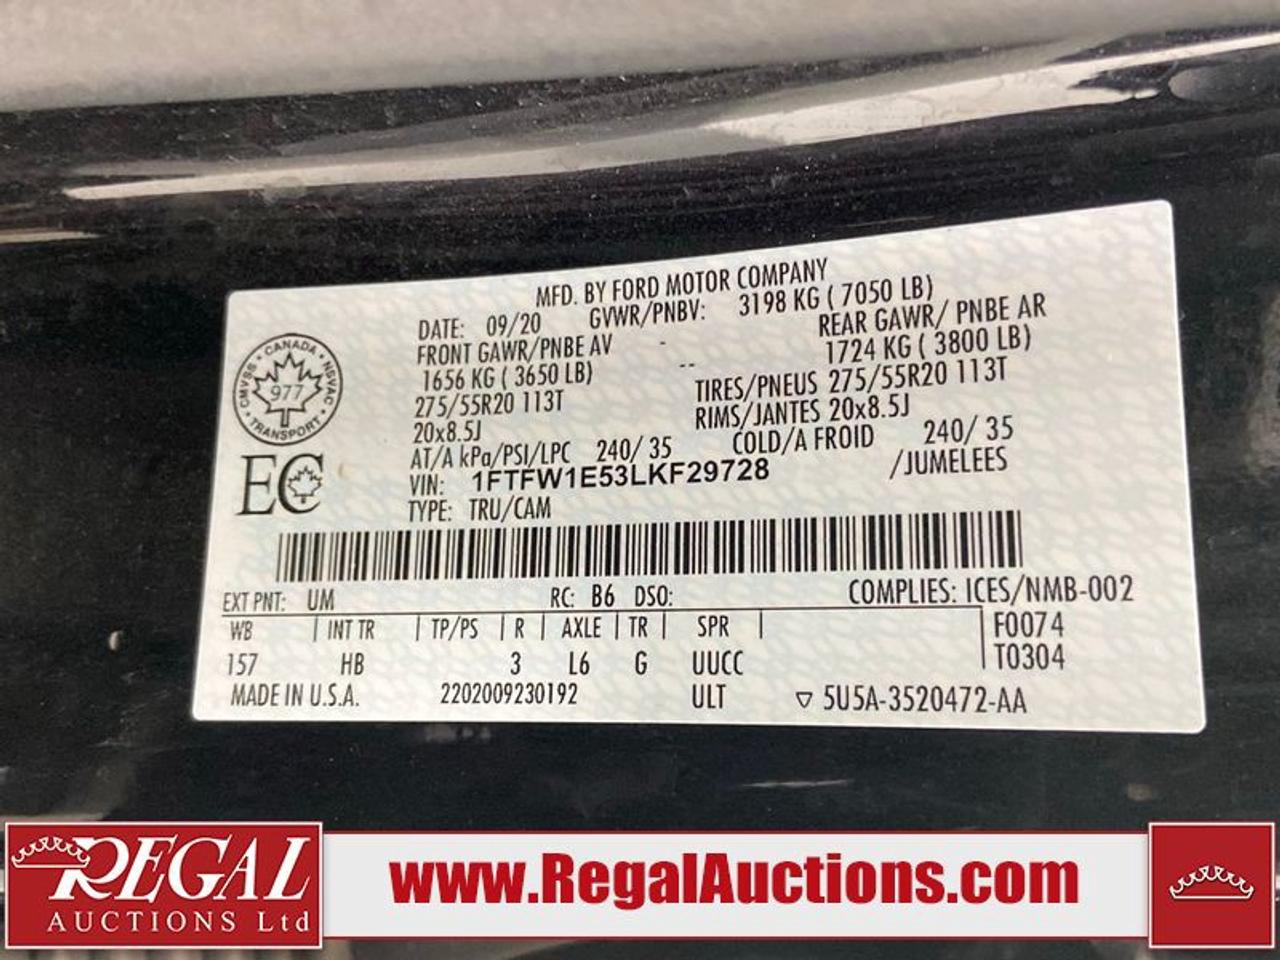 MFD. BY FORD MOTOR COMPANY
DATE: 09/20 GVWR/PNBV: 3198 KG ( 7050 LB)
FRONT GAWR/PNBE AV - REAR GAWR/ PNBE AR
1656 KG ( 3650 LB) -- 1724 KG ( 3800 LB)
275/55R20 113T TIRES/PNEUS 275/55R20 113T
20x8.5J RIMS/JANTES 20x8.5J
AT/A kPa/PSI/LPC 240/ 35 COLD/A FROID 240/ 35
VIN: 1FTFW1E53LKF29728 /JUMELEES
TYPE: TRU/CAM
CANADA
CMVSS NSVAC
977
TRANSPORT
EC
EXT PNT: UM RC: B6 DSO: COMPLIES: ICES/NMB-002
WB | INT TR | TP/PS | R | AXLE | TR | SPR | F0074
157 HB 3 L6 G UUCC T0304
MADE IN U.S.A. 2202009230192 ULT ▽ 5U5A-3520472-AA
REGAL
AUCTIONS Ltd
www.RegalAuctions.com